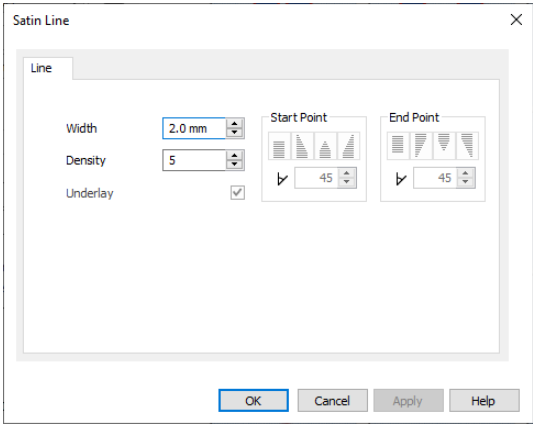 Satin Line
Line
Width 2.0 mm
Density 5
Underlay
Start Point
45
End Point
45
OK Cancel Apply Help